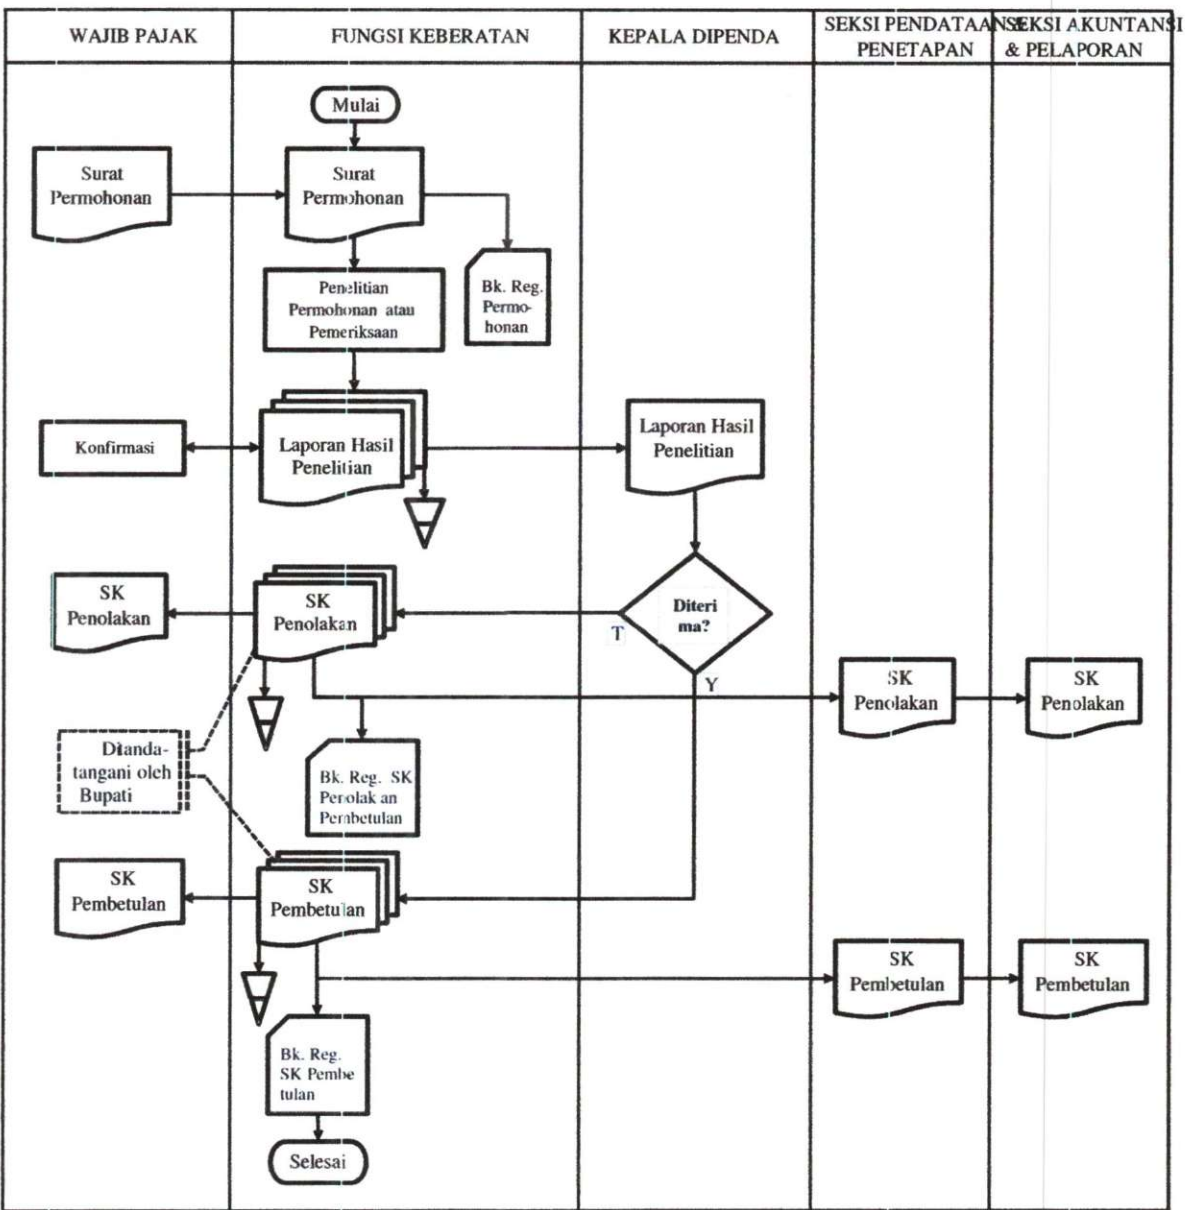 WAJIB PAJAK
FUNGSI KEBERATAN
KEPALA DIPENDA
SEKSI PENDATAAN &
PENETAPAN
SEKSI AKUNTANSI
& PELAPORAN
Mulai
Surat
Permohonan
Surat
Permohonan
Penelitian
Permohonan atau
Pemeriksaan
Bk. Reg.
Permo-
honan
Konfirmasi
Laporan Hasil
Penelitian
Laporan Hasil
Penelitian
SK
Penolakan
SK
Penolakan
Diteri
ma?
T
Y
SK
Penolakan
SK
Penolakan
Ditanda-
tangani oleh
Bupati
Bk. Reg. SK
Penolak an
Pembetulan
SK
Pembetulan
SK
Pembetulan
SK
Pembetulan
SK
Pembetulan
Bk. Reg.
SK Pembe
tulan
Selesai